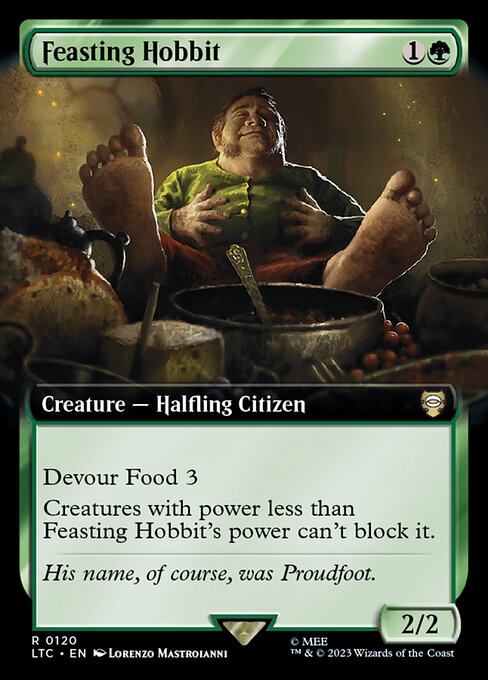 Feasting Hobbit 1
Creature — Halfling Citizen
Devour Food 3
Creatures with power less than
Feasting Hobbit's power can't block it.
His name, of course, was Proudfoot.
2/2
R 0120 © MEE
LTC • EN Lorenzo Mastroianni ™ & © 2023 Wizards of the Coast